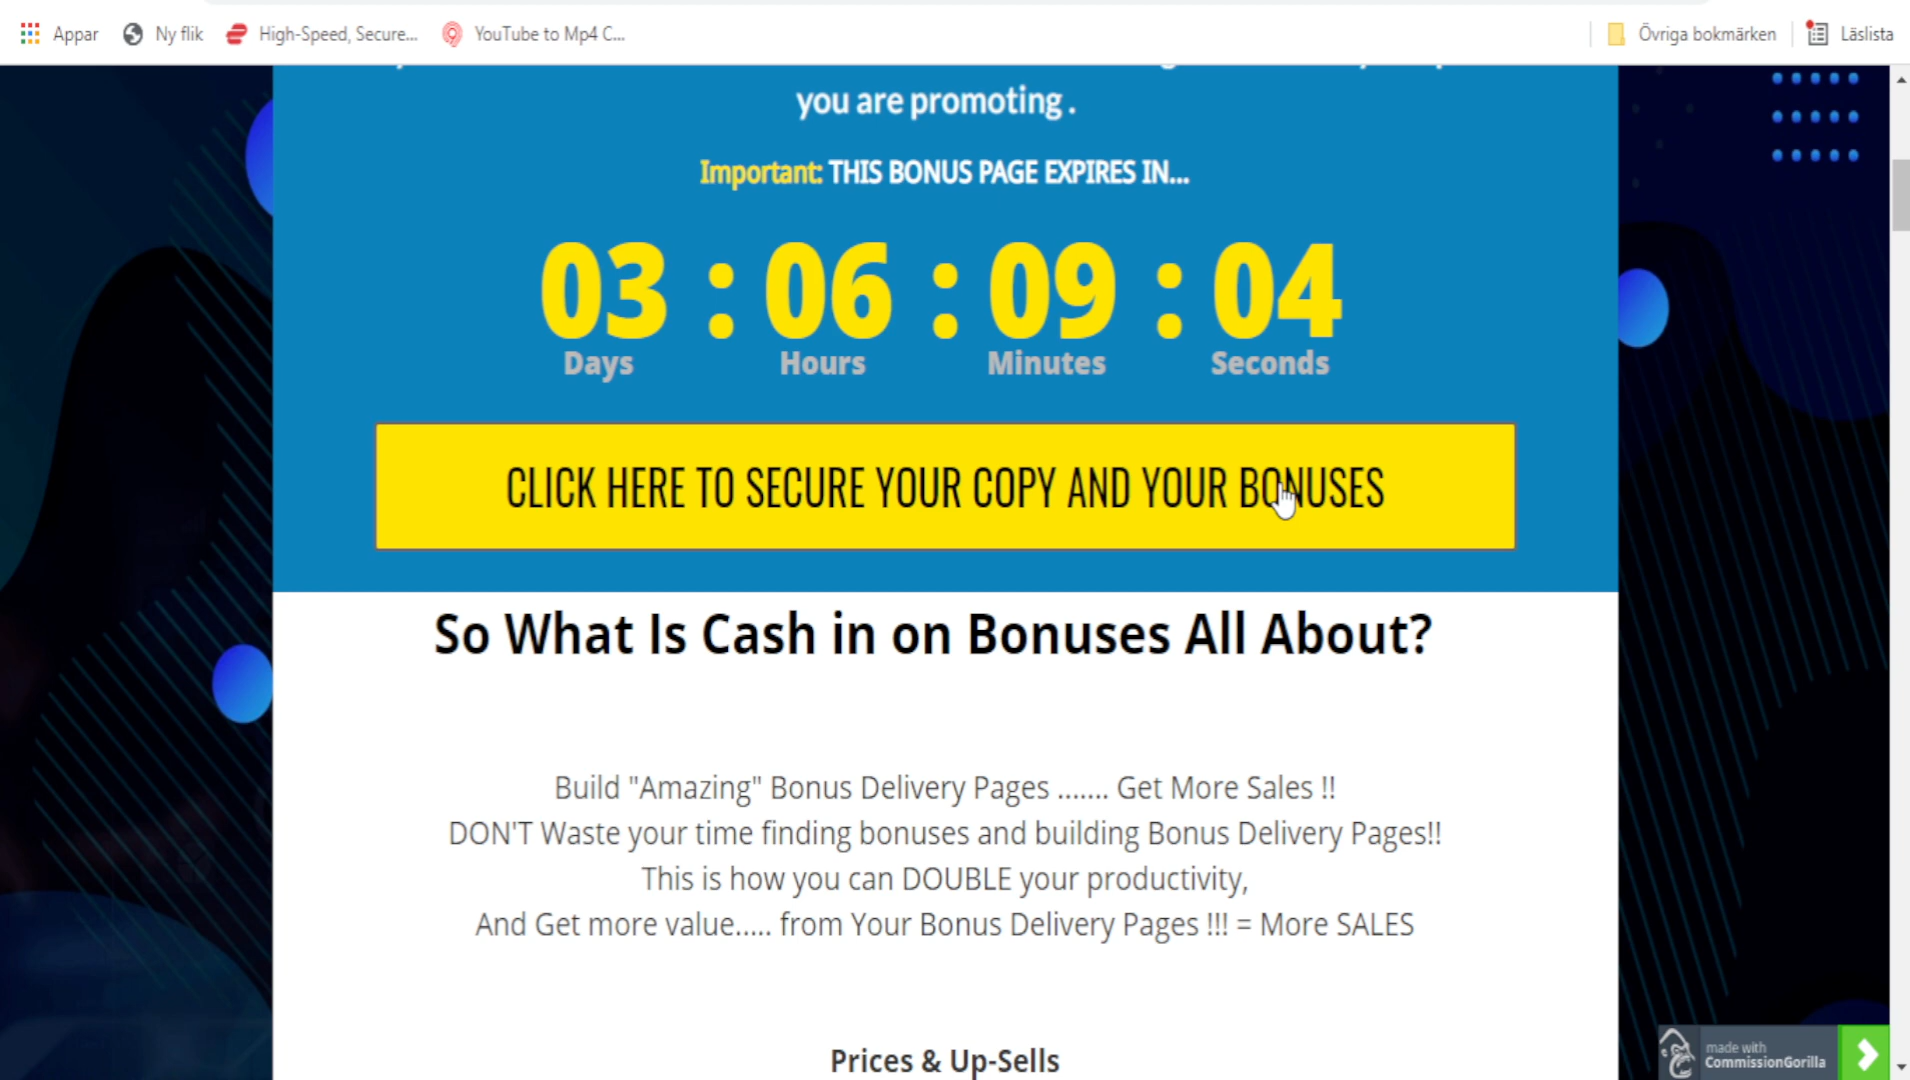 Appar
Ny flik
High-Speed, Secure...
YouTube to Mp4 C...
Övriga bokmärken
Läslista
you are promoting .
Important: THIS BONUS PAGE EXPIRES IN...
03 : 06 : 09 : 04
Days Hours Minutes Seconds
CLICK HERE TO SECURE YOUR COPY AND YOUR BONUSES
So What Is Cash in on Bonuses All About?
Build "Amazing" Bonus Delivery Pages ....... Get More Sales !!
DON'T Waste your time finding bonuses and building Bonus Delivery Pages!!
This is how you can DOUBLE your productivity,
And Get more value..... from Your Bonus Delivery Pages !!! = More SALES
Prices & Up-Sells
made with
CommissionGorilla